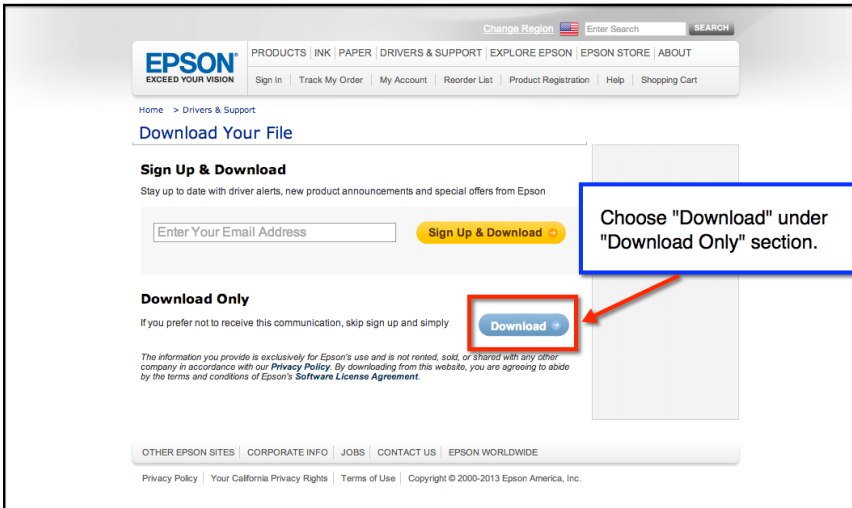 Change Region Enter Search SEARCH
EPSON®
EXCEED YOUR VISION
PRODUCTS | INK | PAPER | DRIVERS & SUPPORT | EXPLORE EPSON | EPSON STORE | ABOUT
Sign In | Track My Order | My Account | Reorder List | Product Registration | Help | Shopping Cart
Home > Drivers & Support
Download Your File
Sign Up & Download
Stay up to date with driver alerts, new product announcements and special offers from Epson
Enter Your Email Address Sign Up & Download
Choose "Download" under
"Download Only" section.
Download Only
If you prefer not to receive this communication, skip sign up and simply Download
The information you provide is exclusively for Epson's use and is not rented, sold, or shared with any other
company in accordance with our Privacy Policy. By downloading from this website, you are agreeing to abide
by the terms and conditions of Epson's Software License Agreement.
OTHER EPSON SITES | CORPORATE INFO | JOBS | CONTACT US | EPSON WORLDWIDE
Privacy Policy | Your California Privacy Rights | Terms of Use | Copyright © 2000-2013 Epson America, Inc.